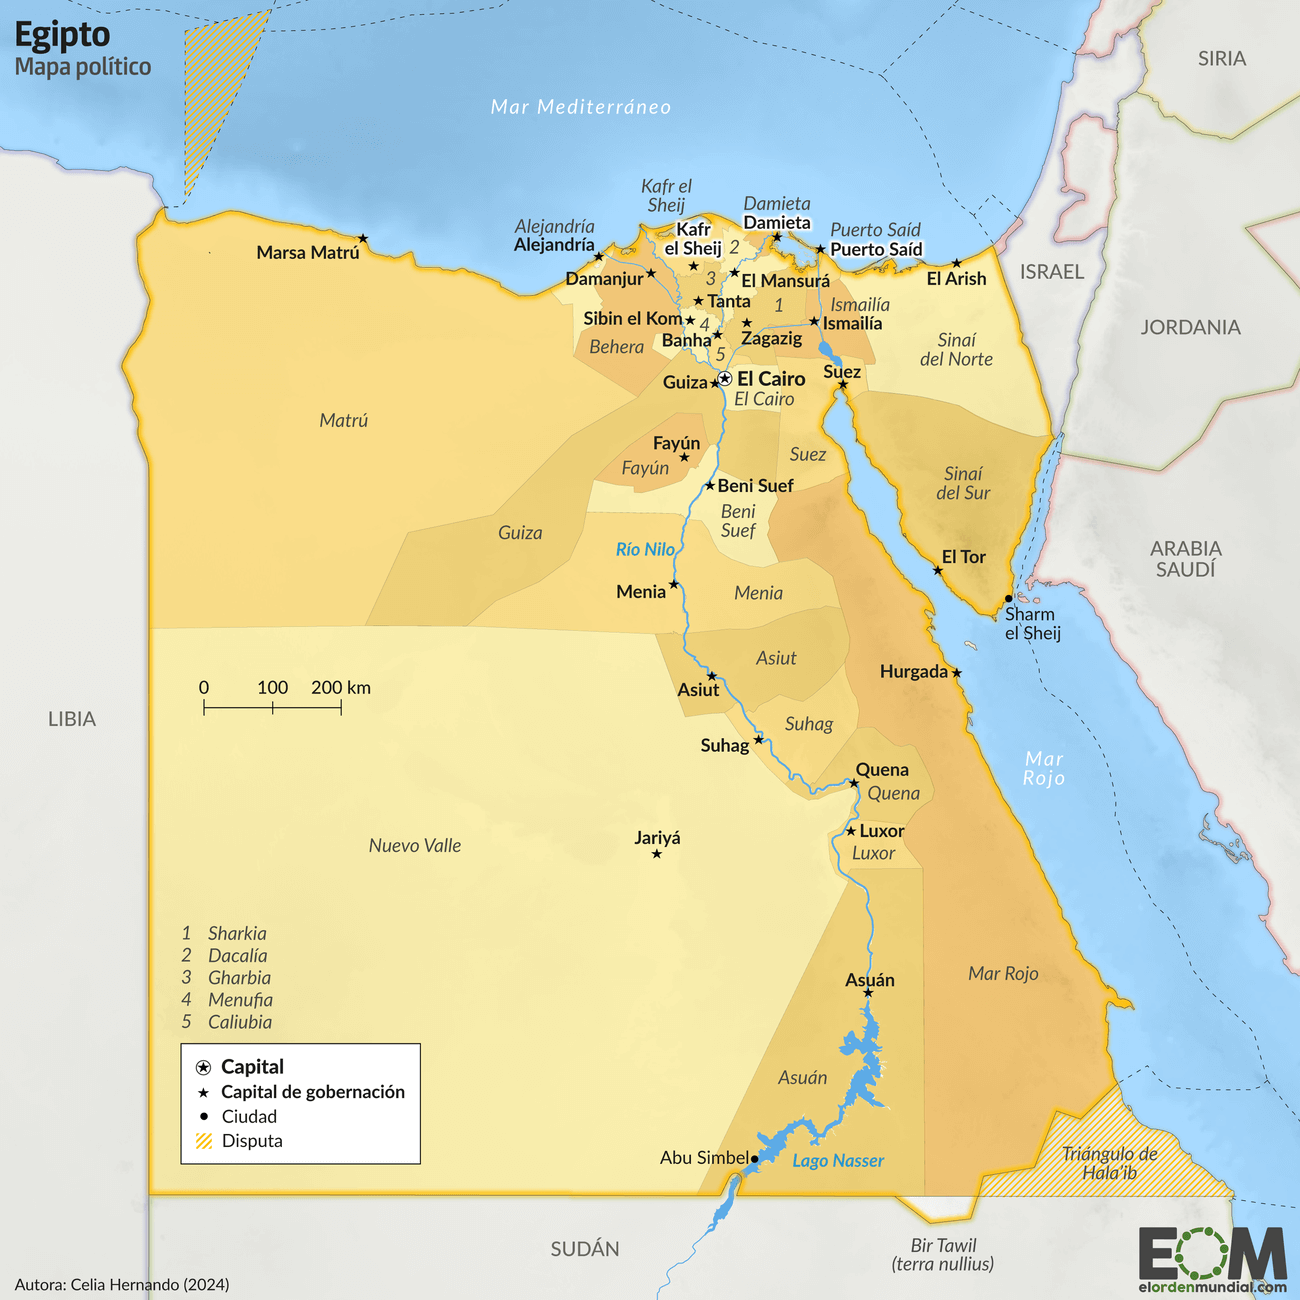 Egipto
Mapa político
SIRIA
Mar Mediterráneo
Kafr el
Sheij
Damieta
Damieta
Alejandría
Alejandría
Kafr
el Sheij
2
Puerto Saíd
Puerto Saíd
Marsa Matrú
ISRAEL
Damanjur
3
El Mansurá
El Arish
Tanta
1
Ismailía
Ismailía
JORDANIA
Sibin el Kom
4
Banha
Zagazig
Behera
5
Sinaí
del Norte
Guiza
El Cairo
El Cairo
Suez
Matrú
Fayún
Fayún
Suez
Sinaí
del Sur
Beni Suef
Beni
Suef
Guiza
Río Nilo
El Tor
ARABIA
SAUDÍ
Menia
Menia
Sharm
el Sheij
Asiut
Asiut
Hurgada
0 100 200 km
LIBIA
Suhag
Suhag
Mar
Rojo
Quena
Quena
Jariyá
Luxor
Luxor
Nuevo Valle
1 Sharkia
2 Dacalía
3 Gharbia
4 Menufia
5 Caliubia
Mar Rojo
Asuán
Asuán
Capital
Capital de gobernación
Ciudad
Disputa
Abu Simbel
Lago Nasser
Triángulo de
Hala'ib
SUDÁN
Bir Tawil
(terra nullius)
Autora: Celia Hernando (2024)
EOM
elordenmundial.com